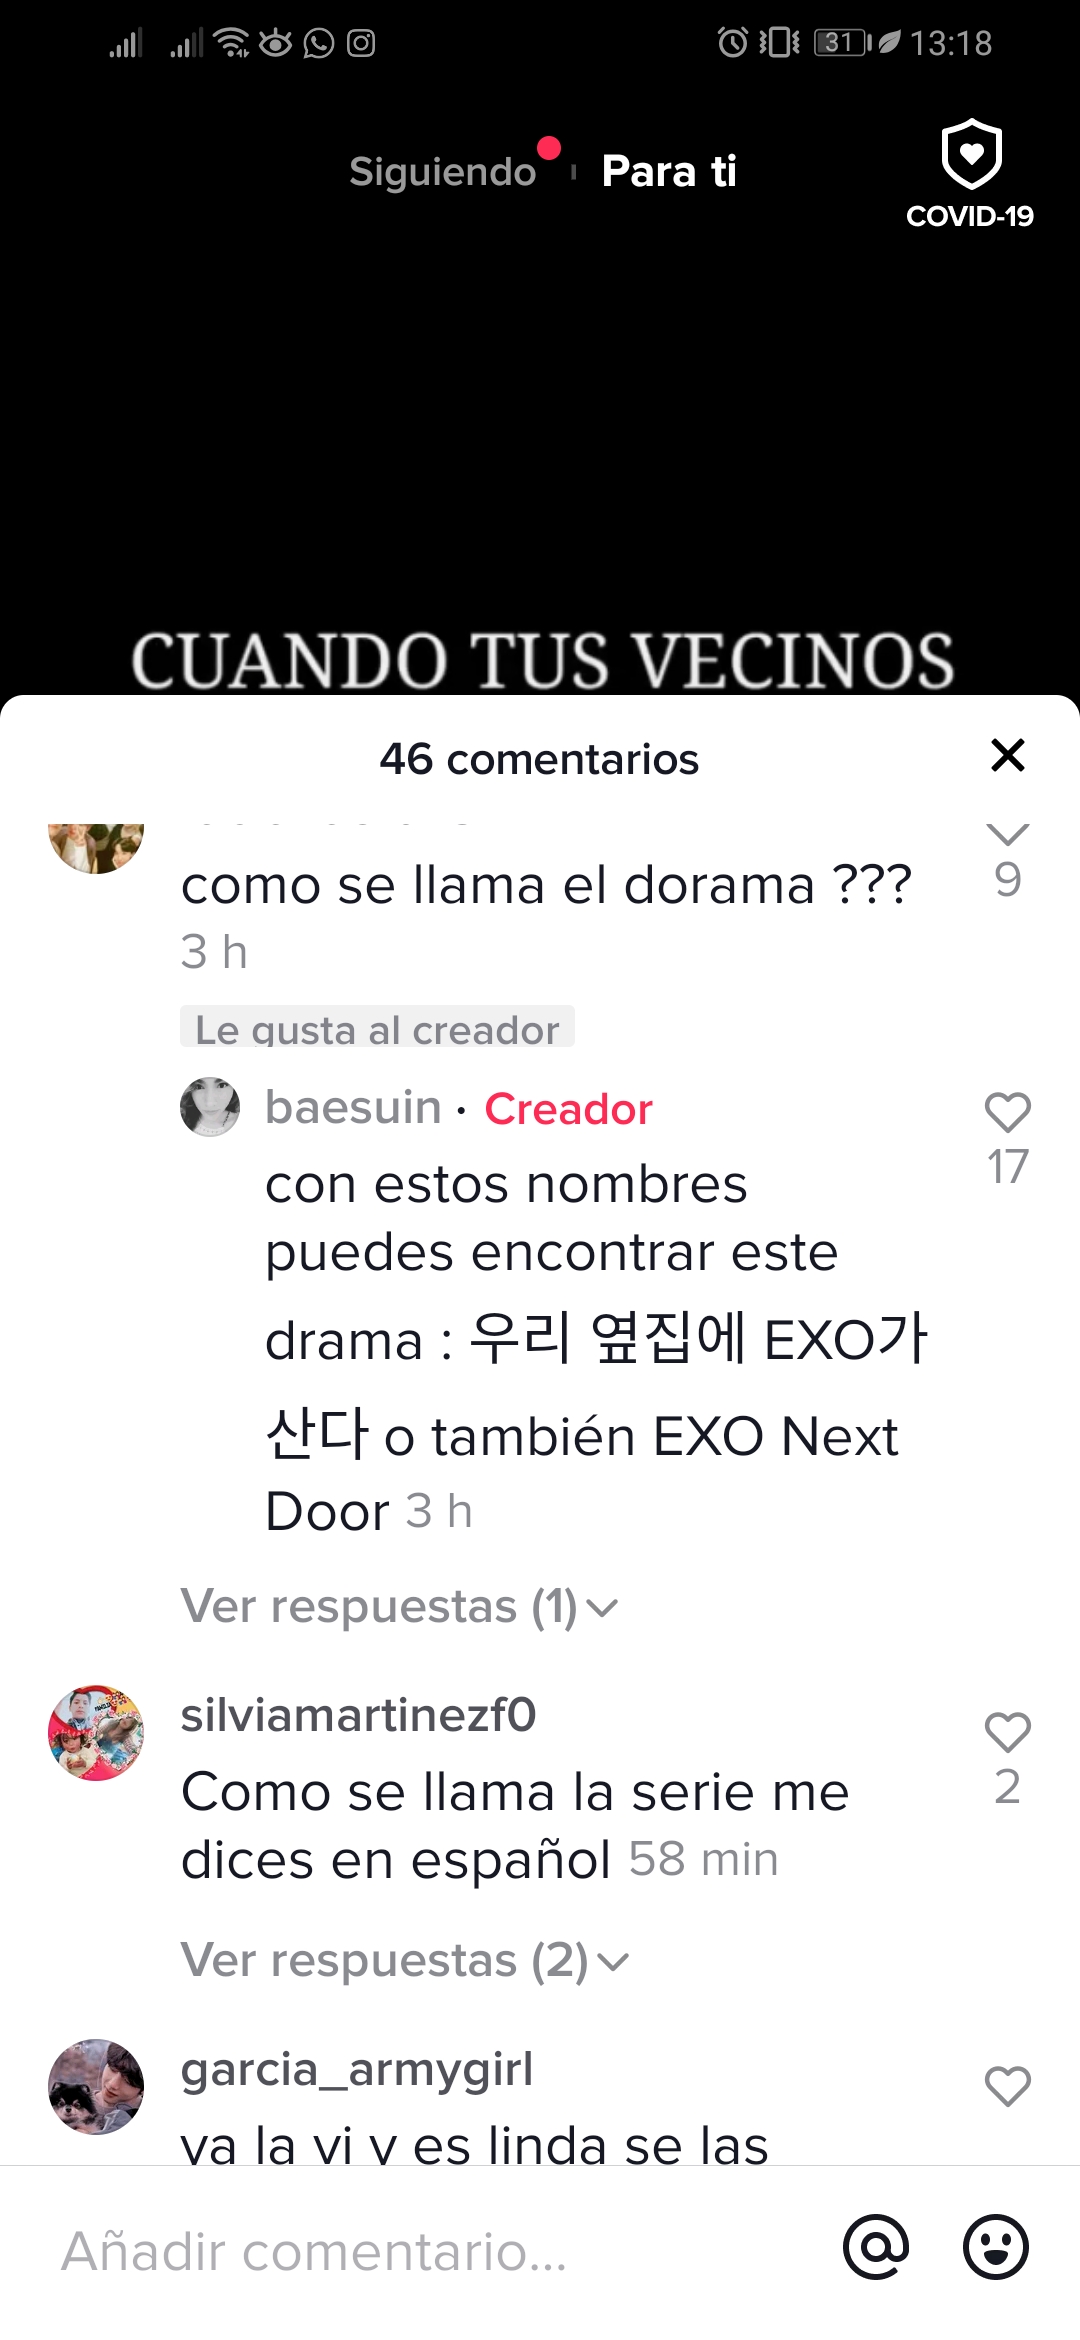 31
13:18
Siguiendo
Para ti
COVID-19
CUANDO TUS VECINOS
46 comentarios
como se llama el dorama ???
9
3 h
Le gusta al creador
baesuin · Creador
con estos nombres
17
puedes encontrar este
drama : 우리 옆집에 EXO가
산다 o también EXO Next
Door 3 h
Ver respuestas (1)
silviamartinezf0
Como se llama la serie me
2
dices en español 58 min
Ver respuestas (2)
garcia_armygirl
ya la vi y es linda se las
Añadir comentario...